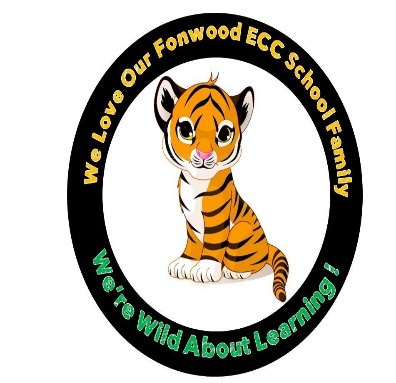 We Love Our Fonwood ECC School Family
We're Wild About Learning !